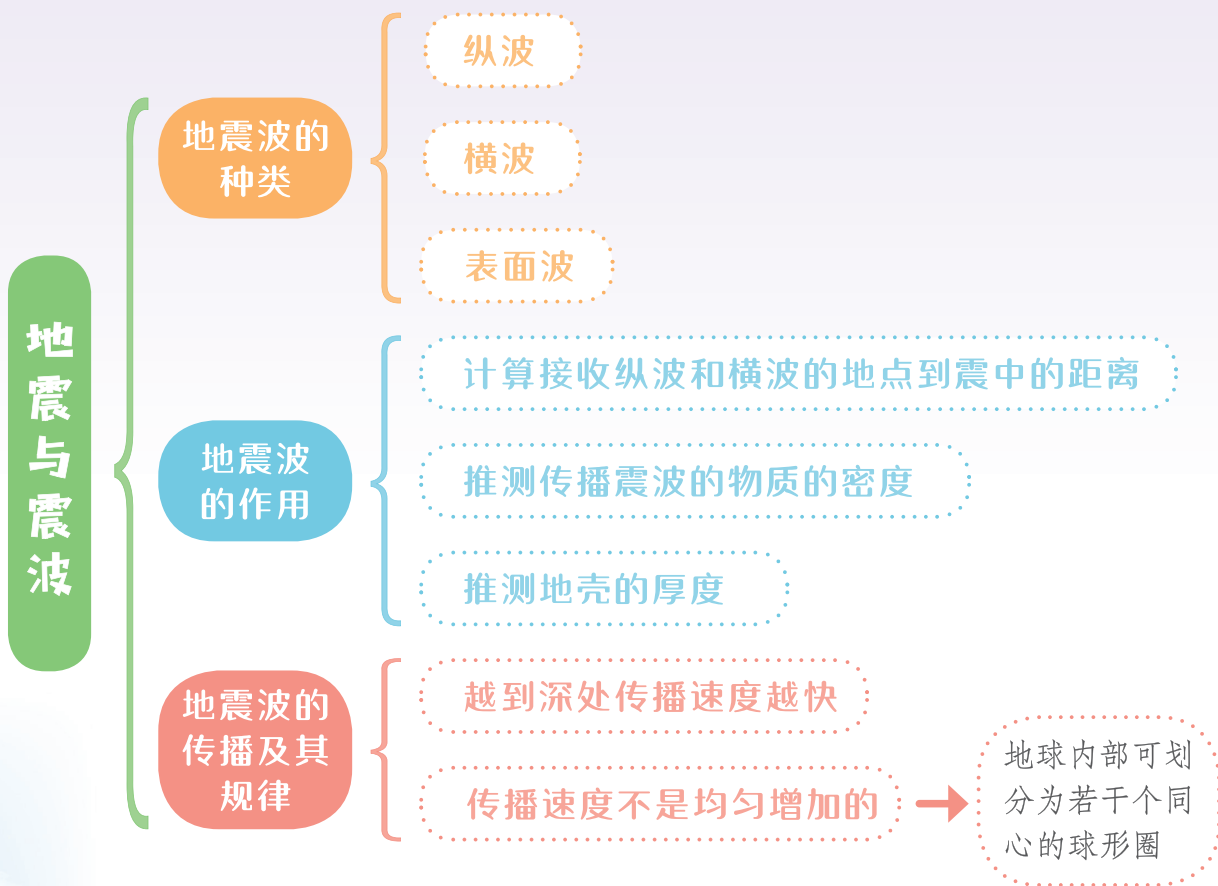 地震与震波
地震波的
种类
纵波
横波
表面波
地震波
的作用
计算接收纵波和横波的地点到震中的距离
推测传播震波的物质的密度
推测地壳的厚度
地震波的
传播及其
规律
越到深处传播速度越快
传播速度不是均匀增加的
地球内部可划
分为若干个同
心的球形圈